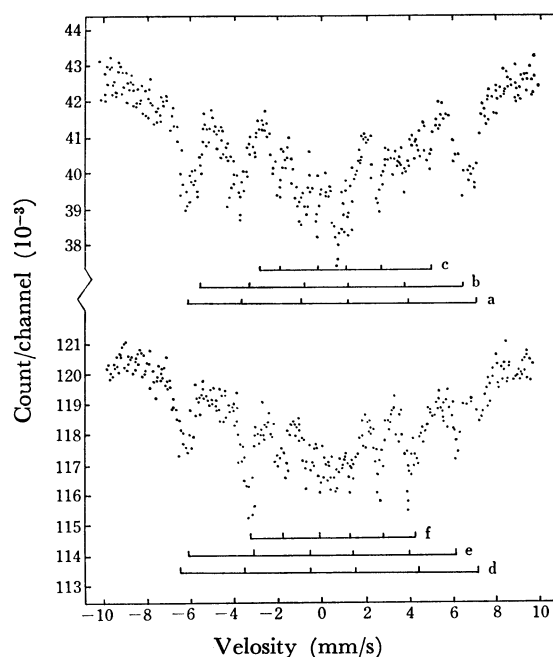 44
43
42
41
40
39
38
c
b
a
Count/channel (10⁻³)
121
120
119
118
117
116
115
114
113
f
e
d
−10 −8 −6 −4 −2 0 2 4 6 8 10
Velosity (mm/s)